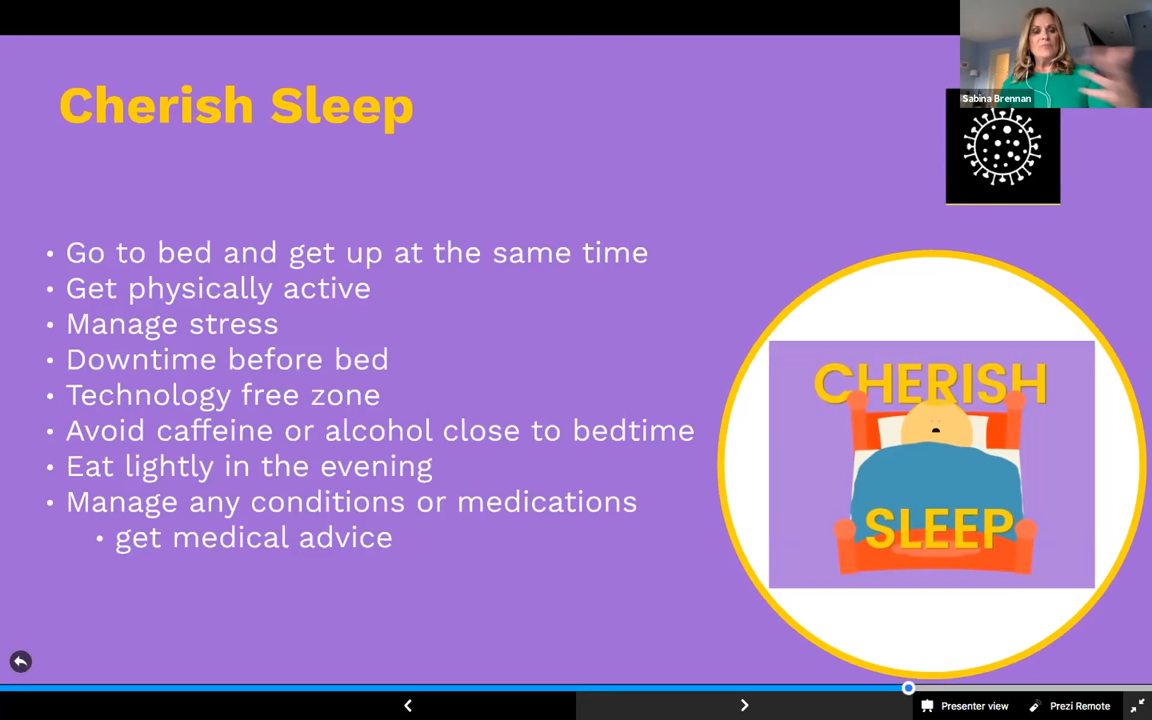 Cherish Sleep
Sabina Brennan
• Go to bed and get up at the same time
• Get physically active
• Manage stress
• Downtime before bed
• Technology free zone
• Avoid caffeine or alcohol close to bedtime
• Eat lightly in the evening
• Manage any conditions or medications
• get medical advice
CHERISH
SLEEP
Presenter view
Prezi Remote